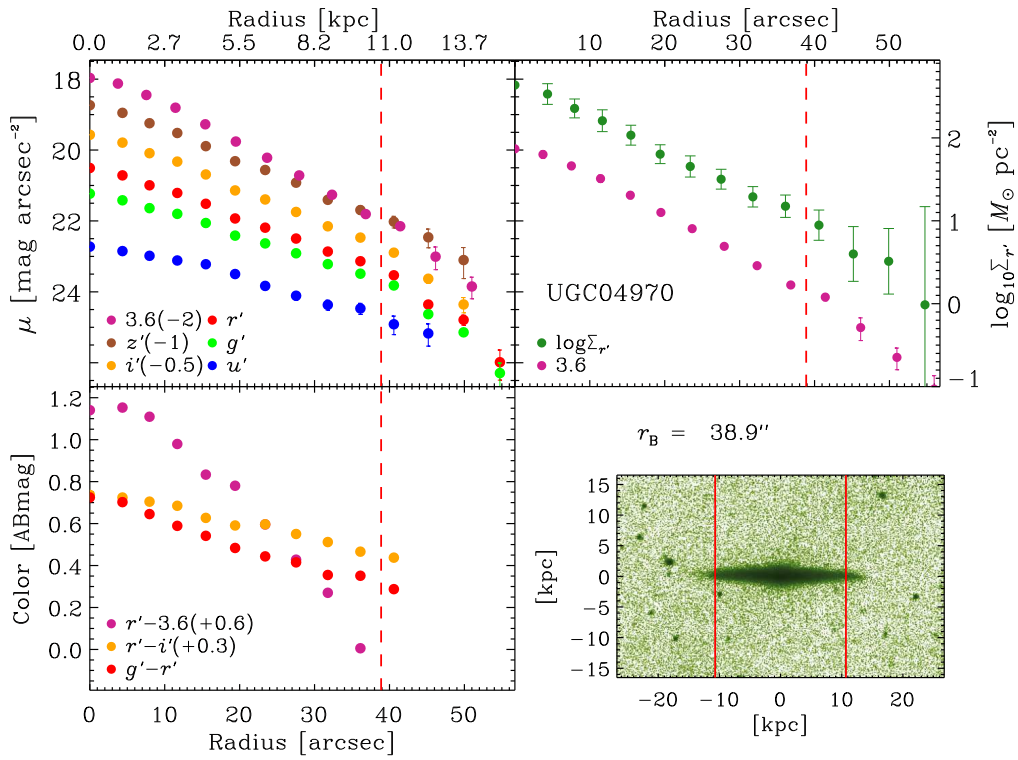 Radius [kpc] Radius [arcsec]
0.0 2.7 5.5 8.2 11.0 13.7 10 20 30 40 50
18
20
22
24
μ [mag arcsec⁻²]
3.6(−2) r′
z′(−1) g′
i′(−0.5) u′
UGC04970
logΣr′
3.6
2
1
0
−1
log₁₀Σr′ [M⊙ pc⁻²]
1.2
1.0
0.8
0.6
0.4
0.2
0.0
Color [ABmag]
r′−3.6(+0.6)
r′−i′(+0.3)
g′−r′
0 10 20 30 40 50
Radius [arcsec]
rB = 38.9″
15
10
5
0
−5
−10
−15
[kpc]
−20 −10 0 10 20
[kpc]